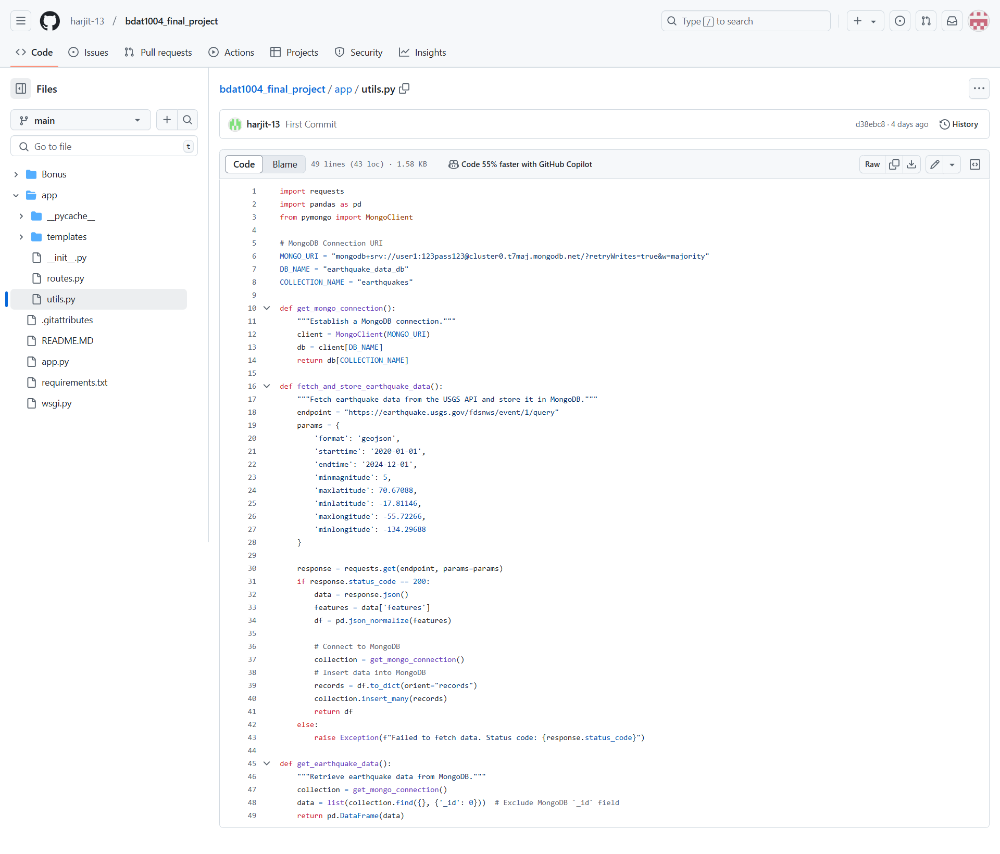 harjit-13 / bdat1004_final_project
Type / to search
Code
Issues
Pull requests
Actions
Projects
Security
Insights
Files
main
Go to file
t
Bonus
app
__pycache__
templates
__init__.py
routes.py
utils.py
.gitattributes
README.MD
app.py
requirements.txt
wsgi.py
bdat1004_final_project / app / utils.py
harjit-13 First Commit
d38ebc8 · 4 days ago
History
Code
Blame
49 lines (43 loc) · 1.58 KB
Code 55% faster with GitHub Copilot
Raw
1 import requests
2 import pandas as pd
3 from pymongo import MongoClient
4
5 # MongoDB Connection URI
6 MONGO_URI = "mongodb+srv://user1:123pass123@cluster0.t7maj.mongodb.net/?retryWrites=true&w=majority"
7 DB_NAME = "earthquake_data_db"
8 COLLECTION_NAME = "earthquakes"
9
10 def get_mongo_connection():
11     """Establish a MongoDB connection."""
12     client = MongoClient(MONGO_URI)
13     db = client[DB_NAME]
14     return db[COLLECTION_NAME]
15
16 def fetch_and_store_earthquake_data():
17     """Fetch earthquake data from the USGS API and store it in MongoDB."""
18     endpoint = "https://earthquake.usgs.gov/fdsnws/event/1/query"
19     params = {
20         'format': 'geojson',
21         'starttime': '2020-01-01',
22         'endtime': '2024-12-01',
23         'minmagnitude': 5,
24         'maxlatitude': 70.67088,
25         'minlatitude': -17.81146,
26         'maxlongitude': -55.72266,
27         'minlongitude': -134.29688
28     }
29
30     response = requests.get(endpoint, params=params)
31     if response.status_code == 200:
32         data = response.json()
33         features = data['features']
34         df = pd.json_normalize(features)
35
36         # Connect to MongoDB
37         collection = get_mongo_connection()
38         # Insert data into MongoDB
39         records = df.to_dict(orient="records")
40         collection.insert_many(records)
41         return df
42     else:
43         raise Exception(f"Failed to fetch data. Status code: {response.status_code}")
44
45 def get_earthquake_data():
46     """Retrieve earthquake data from MongoDB."""
47     collection = get_mongo_connection()
48     data = list(collection.find({}, {'_id': 0}))  # Exclude MongoDB `_id` field
49     return pd.DataFrame(data)